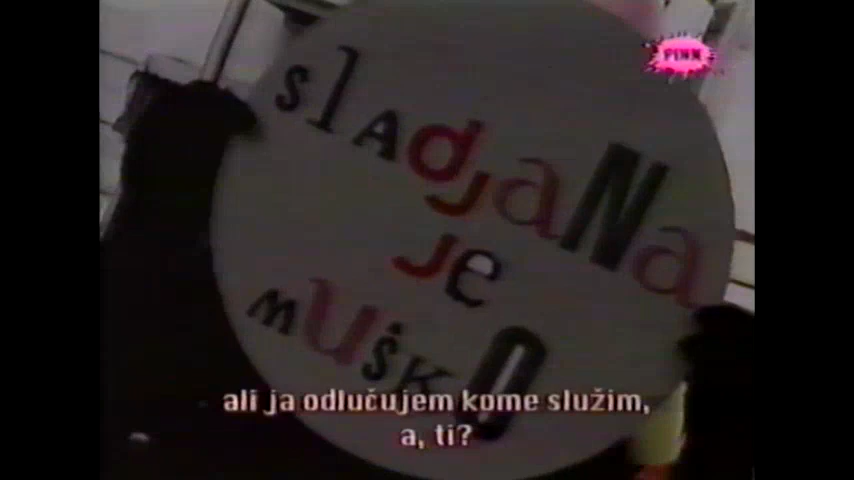 PINK
slAdjaNa
je
muškO
ali ja odlučujem kome služim,
a, ti?